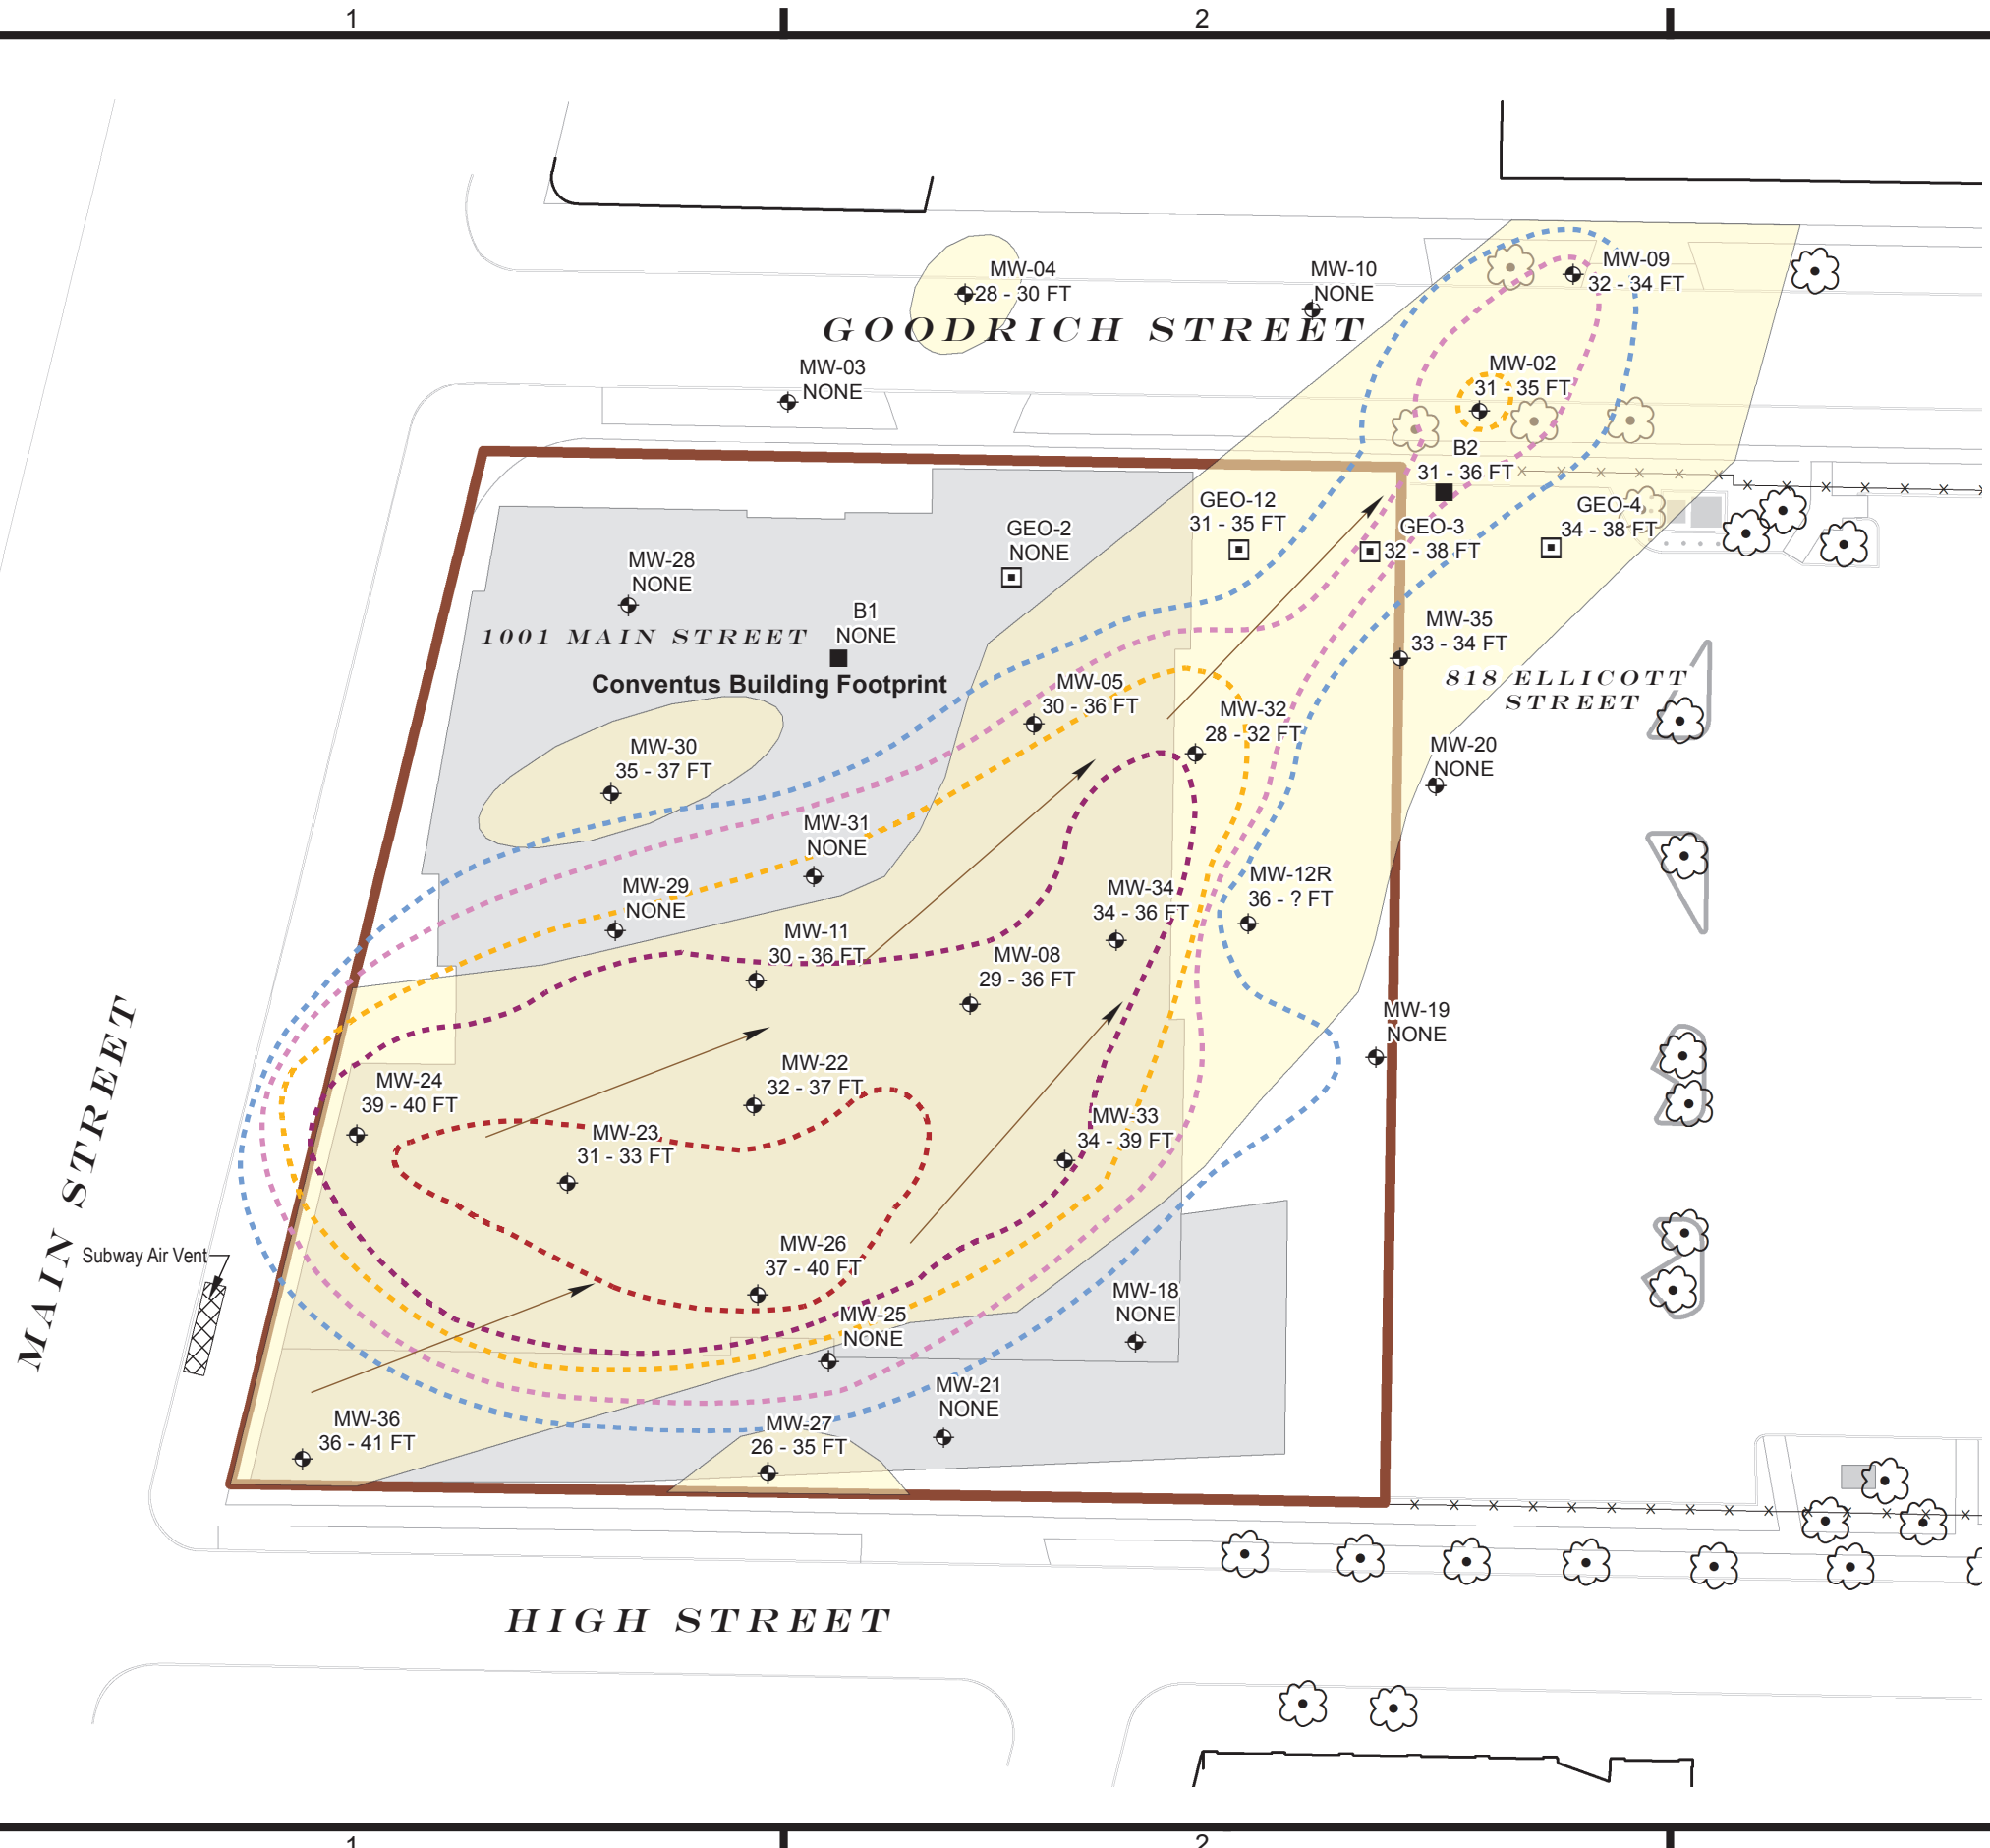 1
2
MW-04
28 - 30 FT
MW-10
NONE
MW-09
32 - 34 FT
GOODRICH STREET
MW-03
NONE
MW-02
31 - 35 FT
B2
31 - 36 FT
GEO-12
31 - 35 FT
GEO-2
NONE
GEO-3
32 - 38 FT
GEO-4
34 - 38 FT
MW-28
NONE
B1
NONE
1001 MAIN STREET
Conventus Building Footprint
MW-35
33 - 34 FT
818 ELLICOTT
STREET
MW-05
30 - 36 FT
MW-32
28 - 32 FT
MW-20
NONE
MW-30
35 - 37 FT
MW-31
NONE
MW-29
NONE
MW-34
34 - 36 FT
MW-12R
36 - ? FT
MW-11
30 - 36 FT
MW-08
29 - 36 FT
MW-19
NONE
MAIN STREET
MW-24
39 - 40 FT
MW-22
32 - 37 FT
MW-23
31 - 33 FT
MW-33
34 - 39 FT
Subway Air Vent
MW-26
37 - 40 FT
MW-25
NONE
MW-18
NONE
MW-21
NONE
MW-36
36 - 41 FT
MW-27
26 - 35 FT
HIGH STREET
1
2